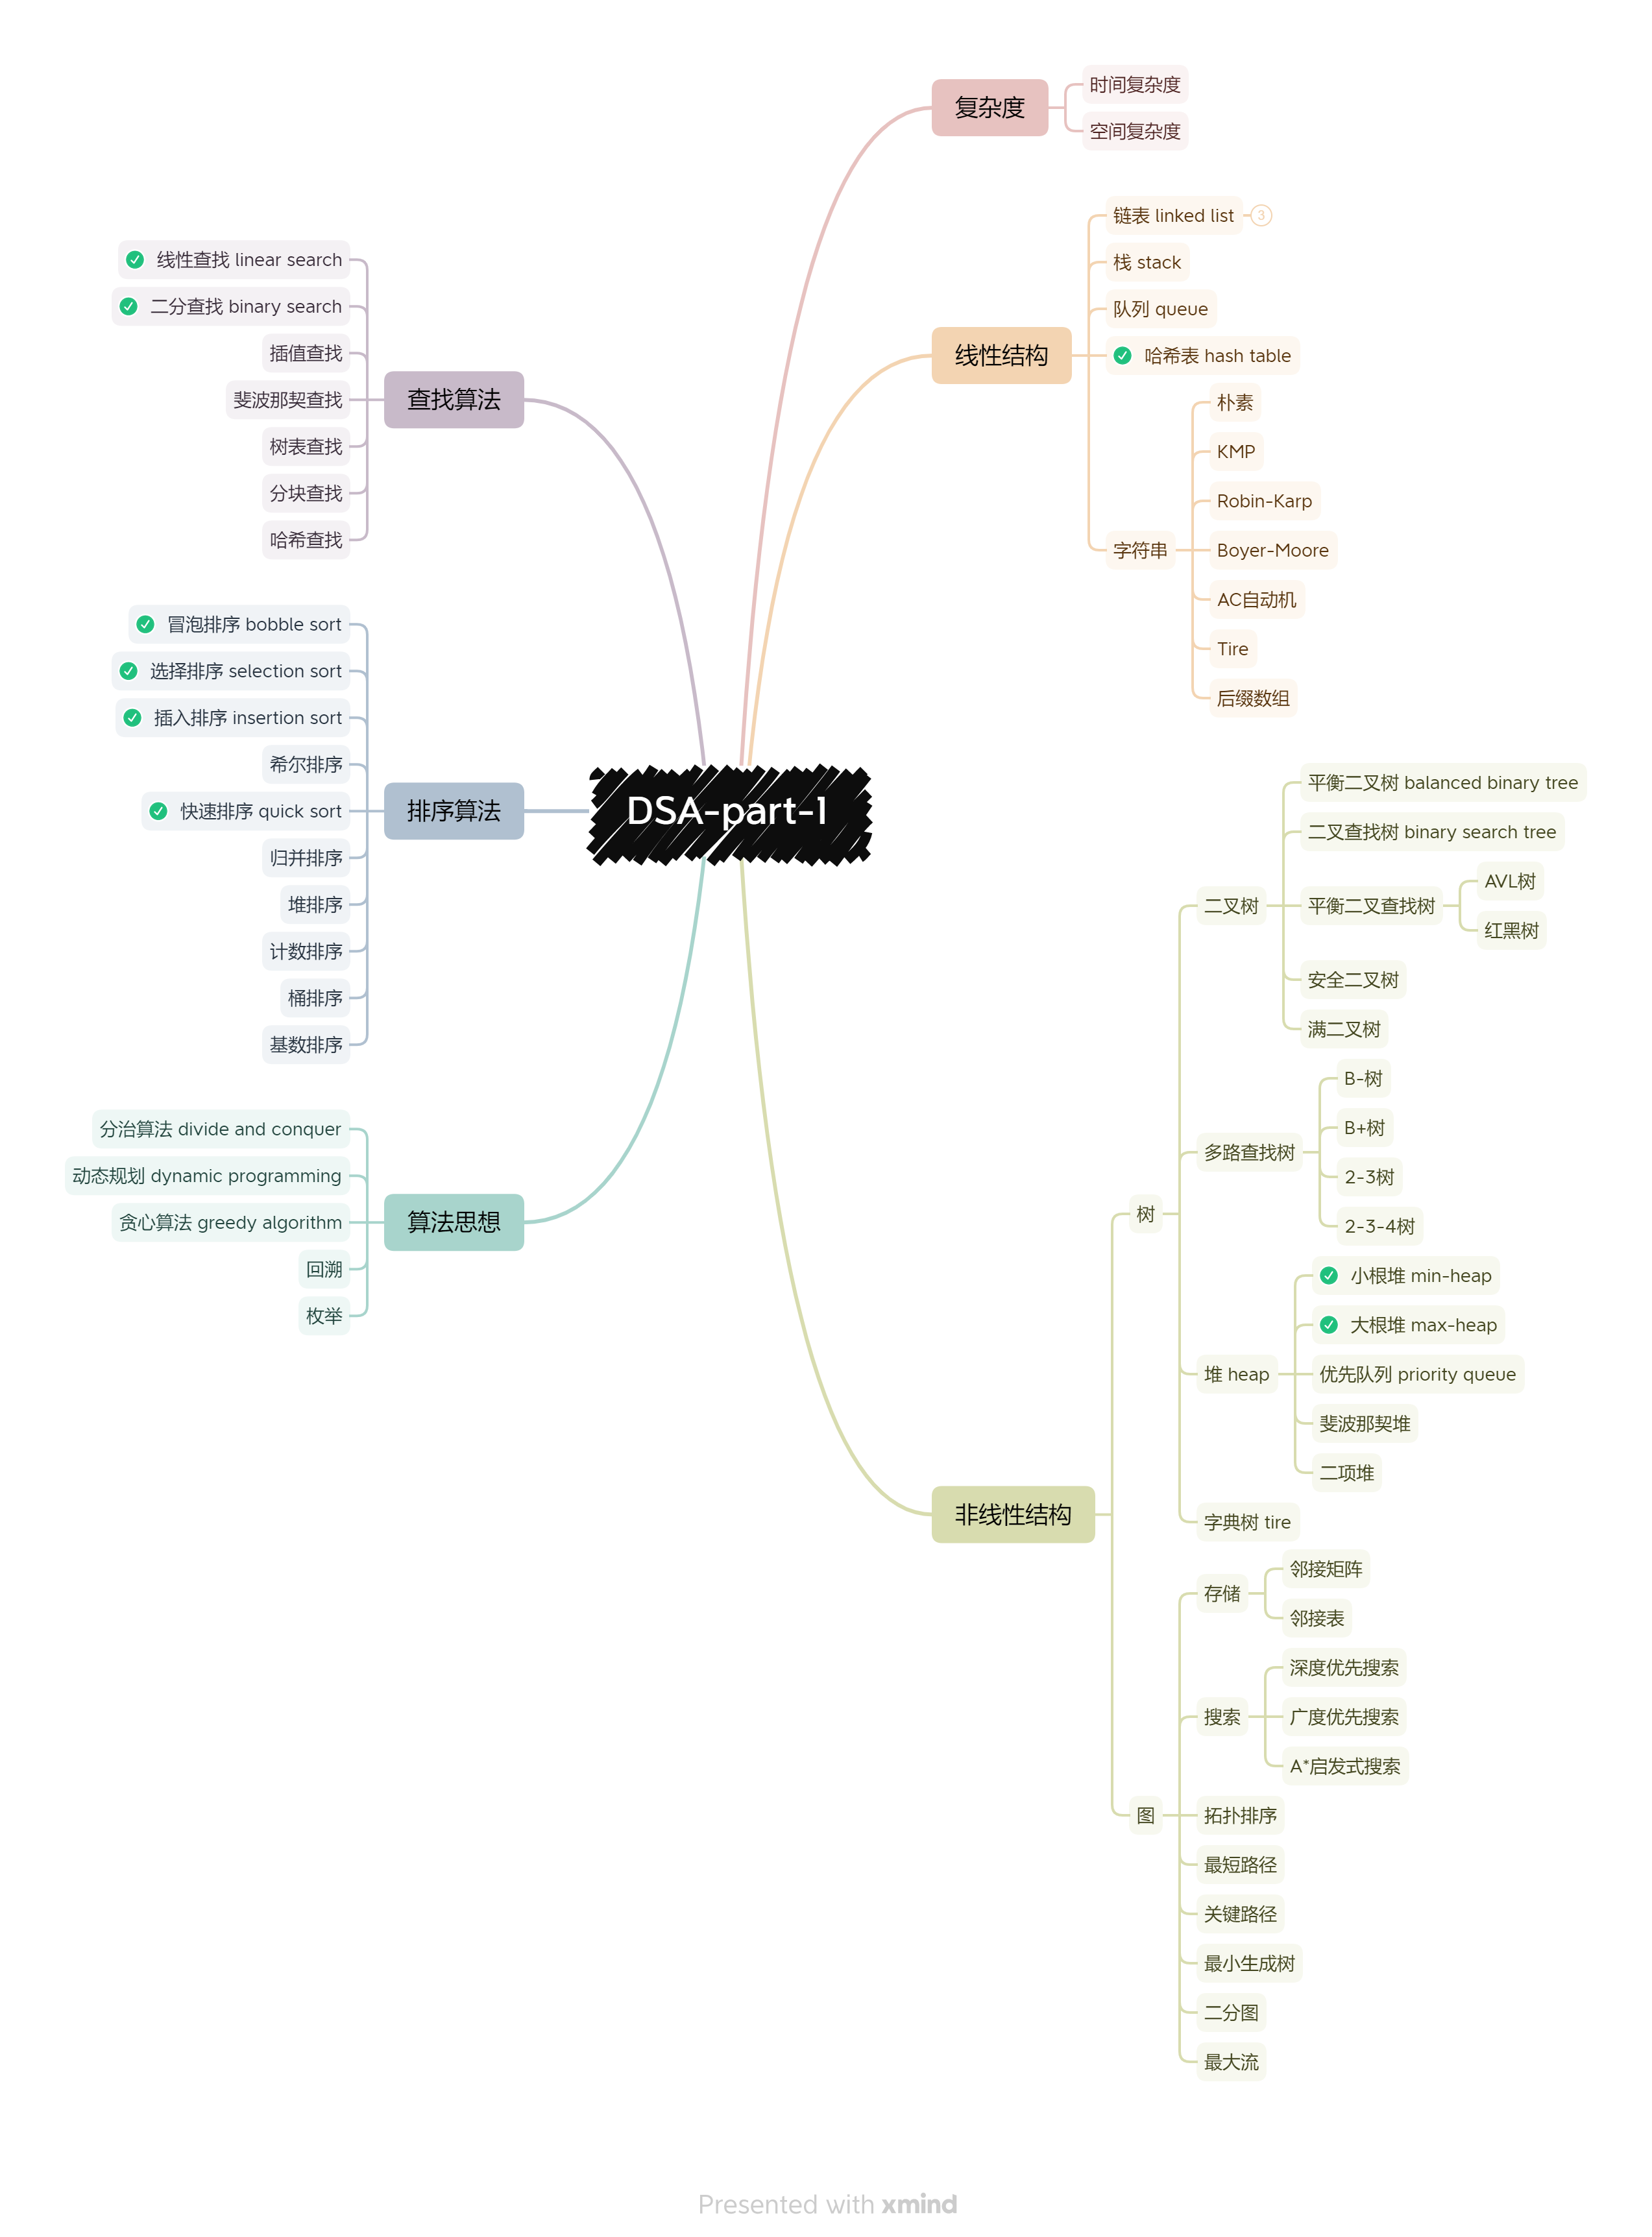 DSA-part-1
复杂度
时间复杂度
空间复杂度
线性结构
链表 linked list
3
栈 stack
队列 queue
哈希表 hash table
字符串
朴素
KMP
Robin-Karp
Boyer-Moore
AC自动机
Tire
后缀数组
非线性结构
树
二叉树
平衡二叉树 balanced binary tree
二叉查找树 binary search tree
平衡二叉查找树
AVL树
红黑树
安全二叉树
满二叉树
多路查找树
B-树
B+树
2-3树
2-3-4树
堆 heap
小根堆 min-heap
大根堆 max-heap
优先队列 priority queue
斐波那契堆
二项堆
字典树 tire
图
存储
邻接矩阵
邻接表
搜索
深度优先搜索
广度优先搜索
A*启发式搜索
拓扑排序
最短路径
关键路径
最小生成树
二分图
最大流
查找算法
线性查找 linear search
二分查找 binary search
插值查找
斐波那契查找
树表查找
分块查找
哈希查找
排序算法
冒泡排序 bobble sort
选择排序 selection sort
插入排序 insertion sort
希尔排序
快速排序 quick sort
归并排序
堆排序
计数排序
桶排序
基数排序
算法思想
分治算法 divide and conquer
动态规划 dynamic programming
贪心算法 greedy algorithm
回溯
枚举
Presented with xmind